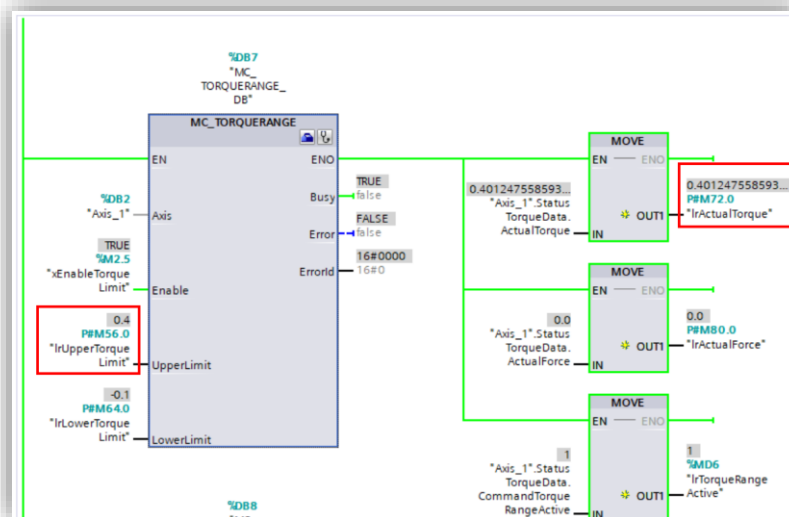 %DB7
"MC_
TORQUERANGE_
DB"
MC_TORQUERANGE
EN
ENO
%DB2
"Axis_1"
Axis
TRUE
%M2.5
"xEnableTorque
Limit"
Enable
0.4
P#M56.0
"lrUpperTorque
Limit"
UpperLimit
-0.1
P#M64.0
"lrLowerTorque
Limit"
LowerLimit
TRUE
Busy
false
FALSE
Error
false
16#0000
ErrorId
16#0
MOVE
EN
ENO
0.401247558593...
"Axis_1".Status
TorqueData.
ActualTorque
IN
OUT1
0.401247558593...
P#M72.0
"lrActualTorque"
MOVE
EN
ENO
0.0
"Axis_1".Status
TorqueData.
ActualForce
IN
OUT1
0.0
P#M80.0
"lrActualForce"
MOVE
EN
ENO
1
"Axis_1".Status
TorqueData.
CommandTorque
RangeActive
IN
OUT1
1
%MD6
"lrTorqueRange
Active"
%DB8